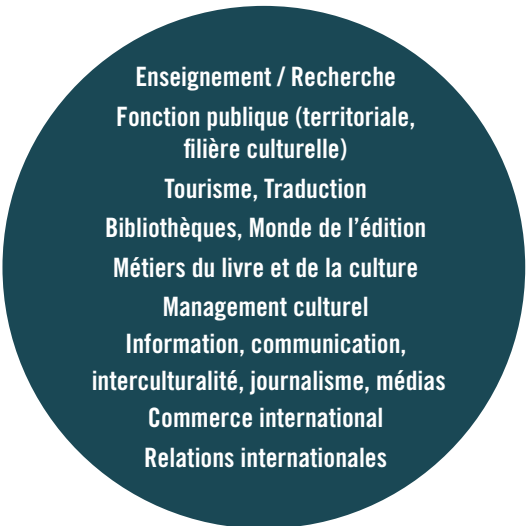 Enseignement / Recherche
Fonction publique (territoriale,
filière culturelle)
Tourisme, Traduction
Bibliothèques, Monde de l'édition
Métiers du livre et de la culture
Management culturel
Information, communication,
interculturalité, journalisme, médias
Commerce international
Relations internationales